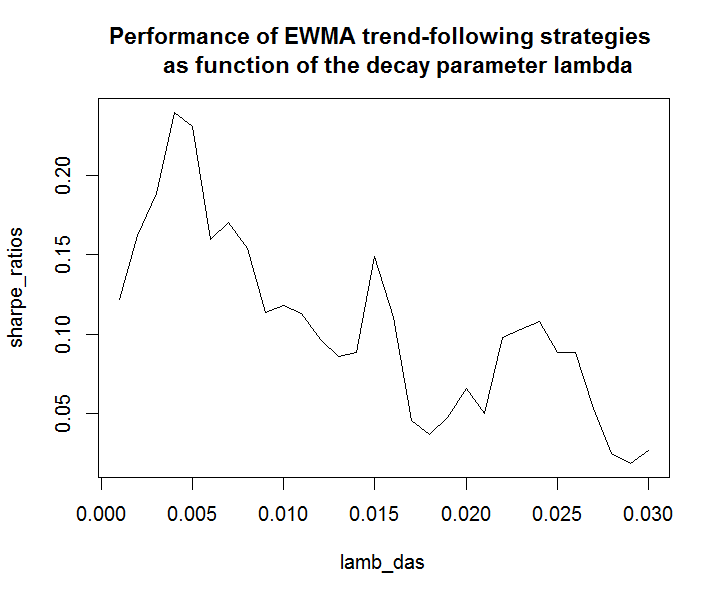 Performance of EWMA trend-following strategies
as function of the decay parameter lambda
sharpe_ratios
0.20
0.15
0.10
0.05
0.000 0.005 0.010 0.015 0.020 0.025 0.030
lamb_das